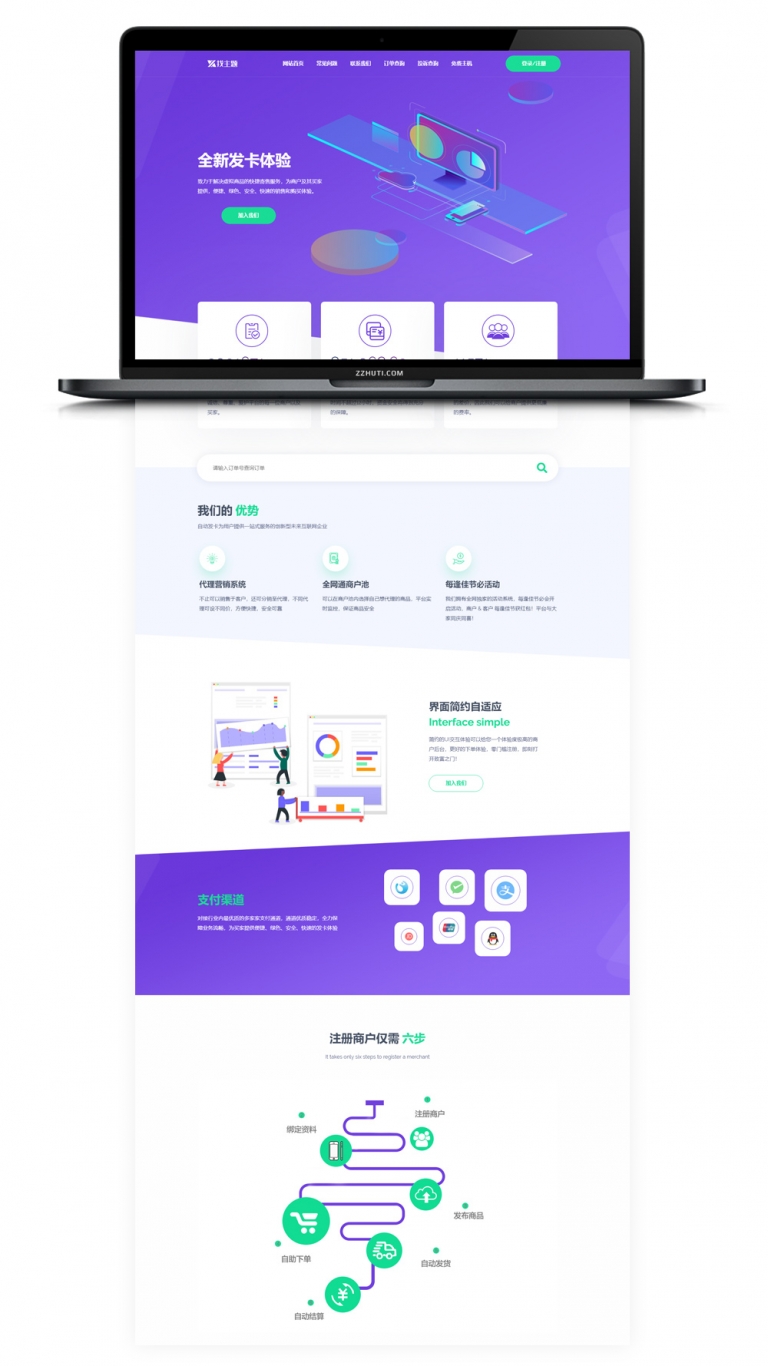 找主题
网站首页 常见问题 联系我们 订单查询 投诉查询 免费主机 登录/注册
全新发卡体验
致力于解决虚拟商品的快捷寄售服务，为商户及其买家
提供，便捷、绿色、安全、快速的销售和购买体验。
加入我们
ZZHUTI.COM
买家。
的保障。
的费率。
请输入订单号查询订单
我们的 优势
自动发卡为商户提供一站式服务的创新型未来互联网企业
代理营销系统 全网通商户池 每逢佳节必活动
不止可以销售于客户，还可分销至代理，不同代
理可设不同价，方便快捷、安全可靠
可以在商户池内选择自己想代理的商品，平台实
时监控，保证商品安全
我们拥有全网独家的活动系统，每逢佳节必会开
启活动，商户 & 客户 每逢佳节获红包！平台与大
家同庆同喜！
界面简约自适应
Interface simple
简约的UI交互体验可以给您一个体验度极高的商
户后台，更好的下单体验，零门槛注册，即刻打
开致富之门！
加入我们
支付渠道
对接行业内最优质的多家支付通道，通道优质稳定，全力保
障业务流畅，为买家提供便捷、绿色、安全、快速的发卡体验
注册商户仅需 六步
It takes only six steps to register a merchant
注册商户
绑定资料
发布商品
自助下单
自动发货
自动结算